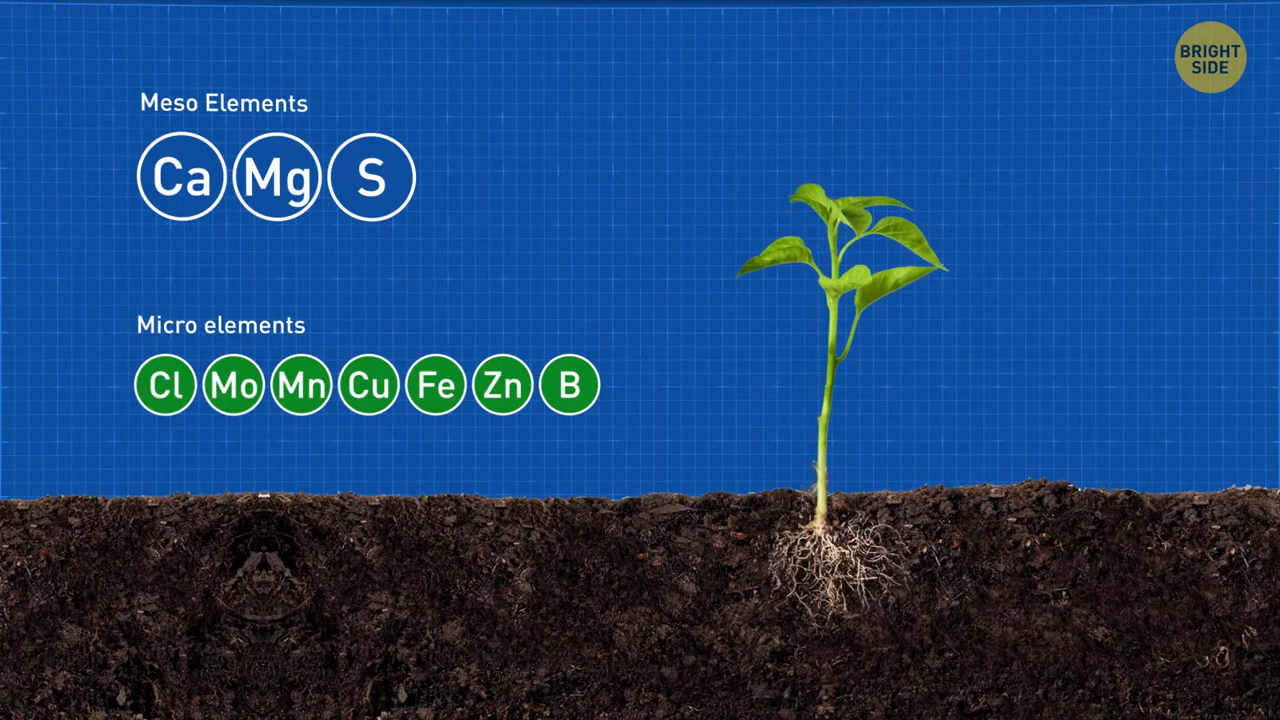 BRIGHT
SIDE
Meso Elements
Ca Mg S
Micro elements
Cl Mo Mn Cu Fe Zn B